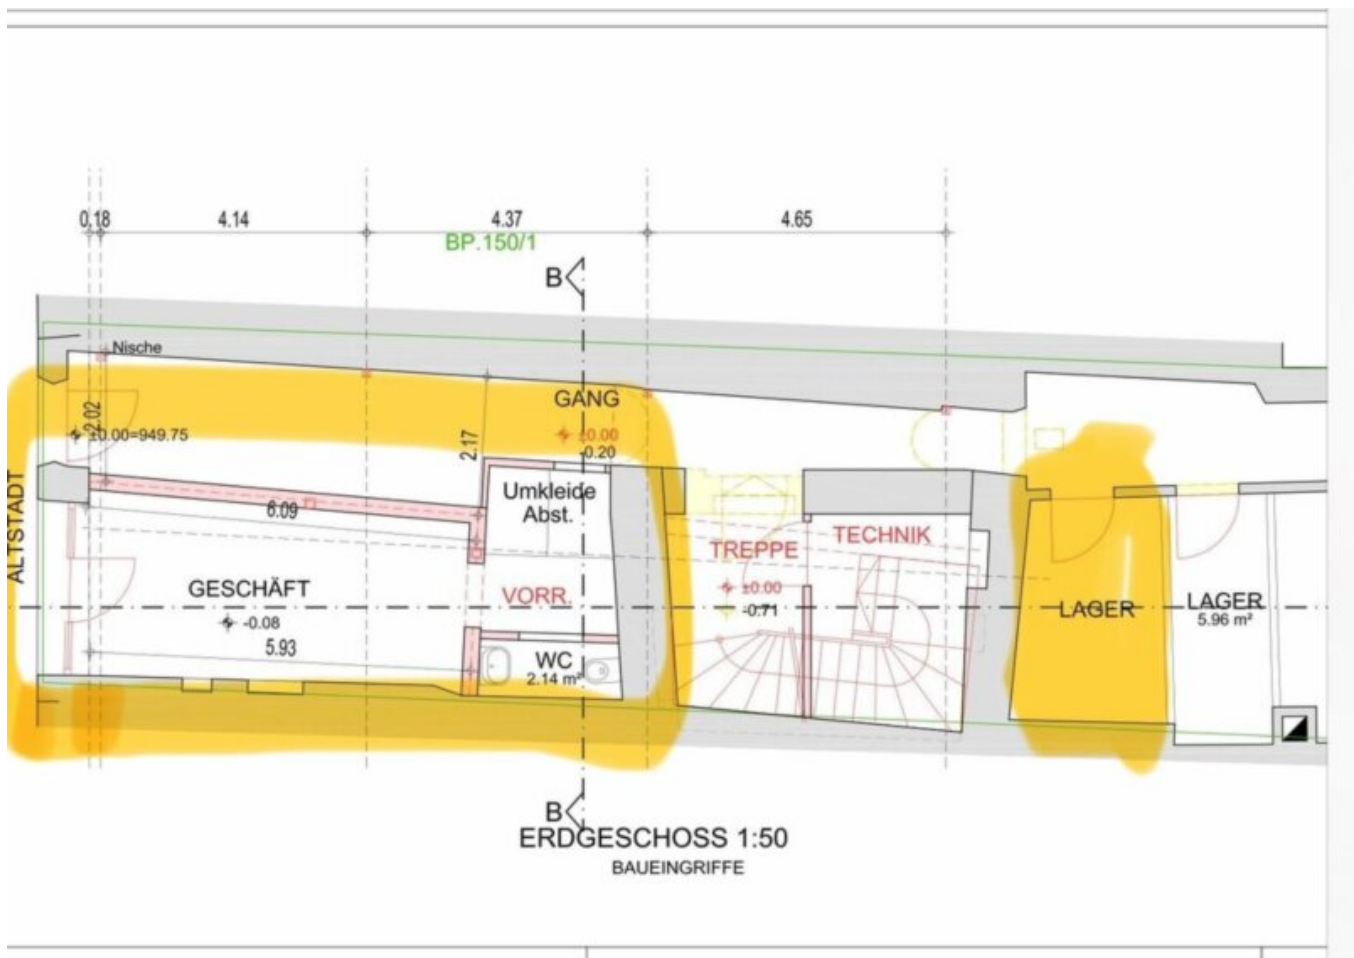 0.18
4.14
4.37
4.65
BP.150/1
B
Nische
GANG
2.02
±0.00=949.75
2.17
±0.00
-0.20
ALTSTADT
Umkleide
Abst.
6.09
TREPPE
TECHNIK
GESCHÄFT
VORR.
±0.00
-0.71
-0.08
LAGER
LAGER
5.96 m²
5.93
WC
2.14 m²
B
ERDGESCHOSS 1:50
BAUEINGRIFFE